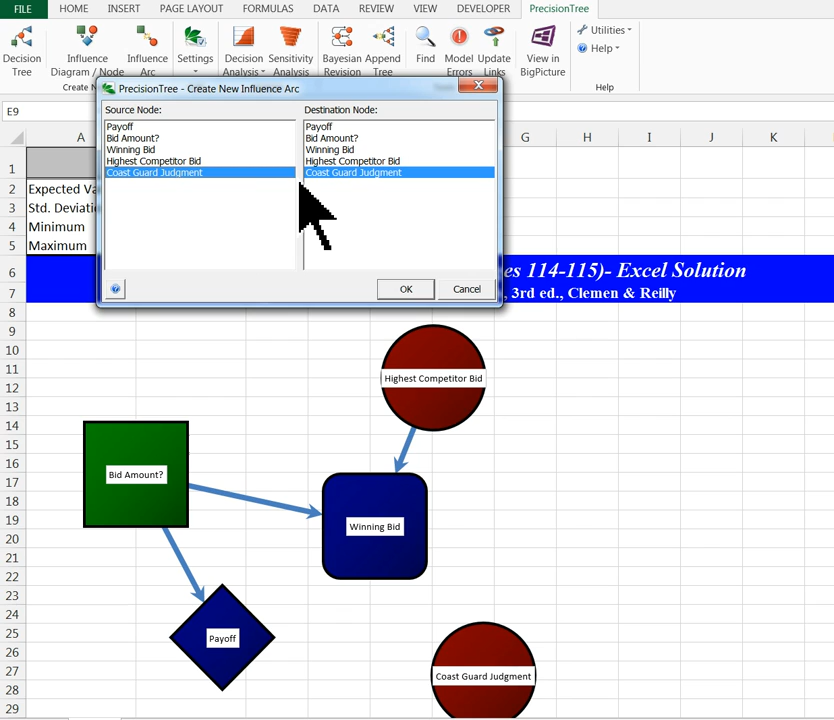 FILE HOME INSERT PAGE LAYOUT FORMULAS DATA REVIEW VIEW DEVELOPER PrecisionTree
Decision Tree
Influence Diagram / Node
Influence Arc
Settings
Decision Analysis
Sensitivity Analysis
Bayesian Revision
Append Tree
Find
Model Errors
Update Links
View in BigPicture
Utilities
Help
Create
Help
PrecisionTree - Create New Influence Arc
E9
Source Node:
Payoff
Bid Amount?
Winning Bid
Highest Competitor Bid
Coast Guard Judgment
Destination Node:
Payoff
Bid Amount?
Winning Bid
Highest Competitor Bid
Coast Guard Judgment
OK Cancel
A G H I J K
1
2 Expected Va
3 Std. Deviati
4 Minimum
5 Maximum
6 es 114-115)- Excel Solution
7 , 3rd ed., Clemen & Reilly
8
9
10
11
12
13
14
15
16
17
18
19
20
21
22
23
24
25
26
27
28
29
Highest Competitor Bid
Bid Amount?
Winning Bid
Payoff
Coast Guard Judgment